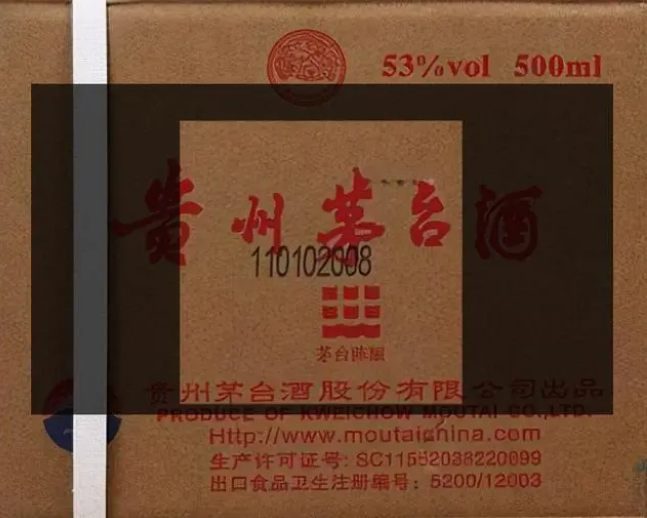 53%vol 500ml
贵州茅台酒
110102008
茅台陈酿
贵州茅台酒股份有限公司出品
PRODUCE OF KWEICHOW MOUTAI CO.,LTD.
Http://www.moutaichina.com
生产许可证号: SC11552038220099
出口食品卫生注册编号: 5200/12003